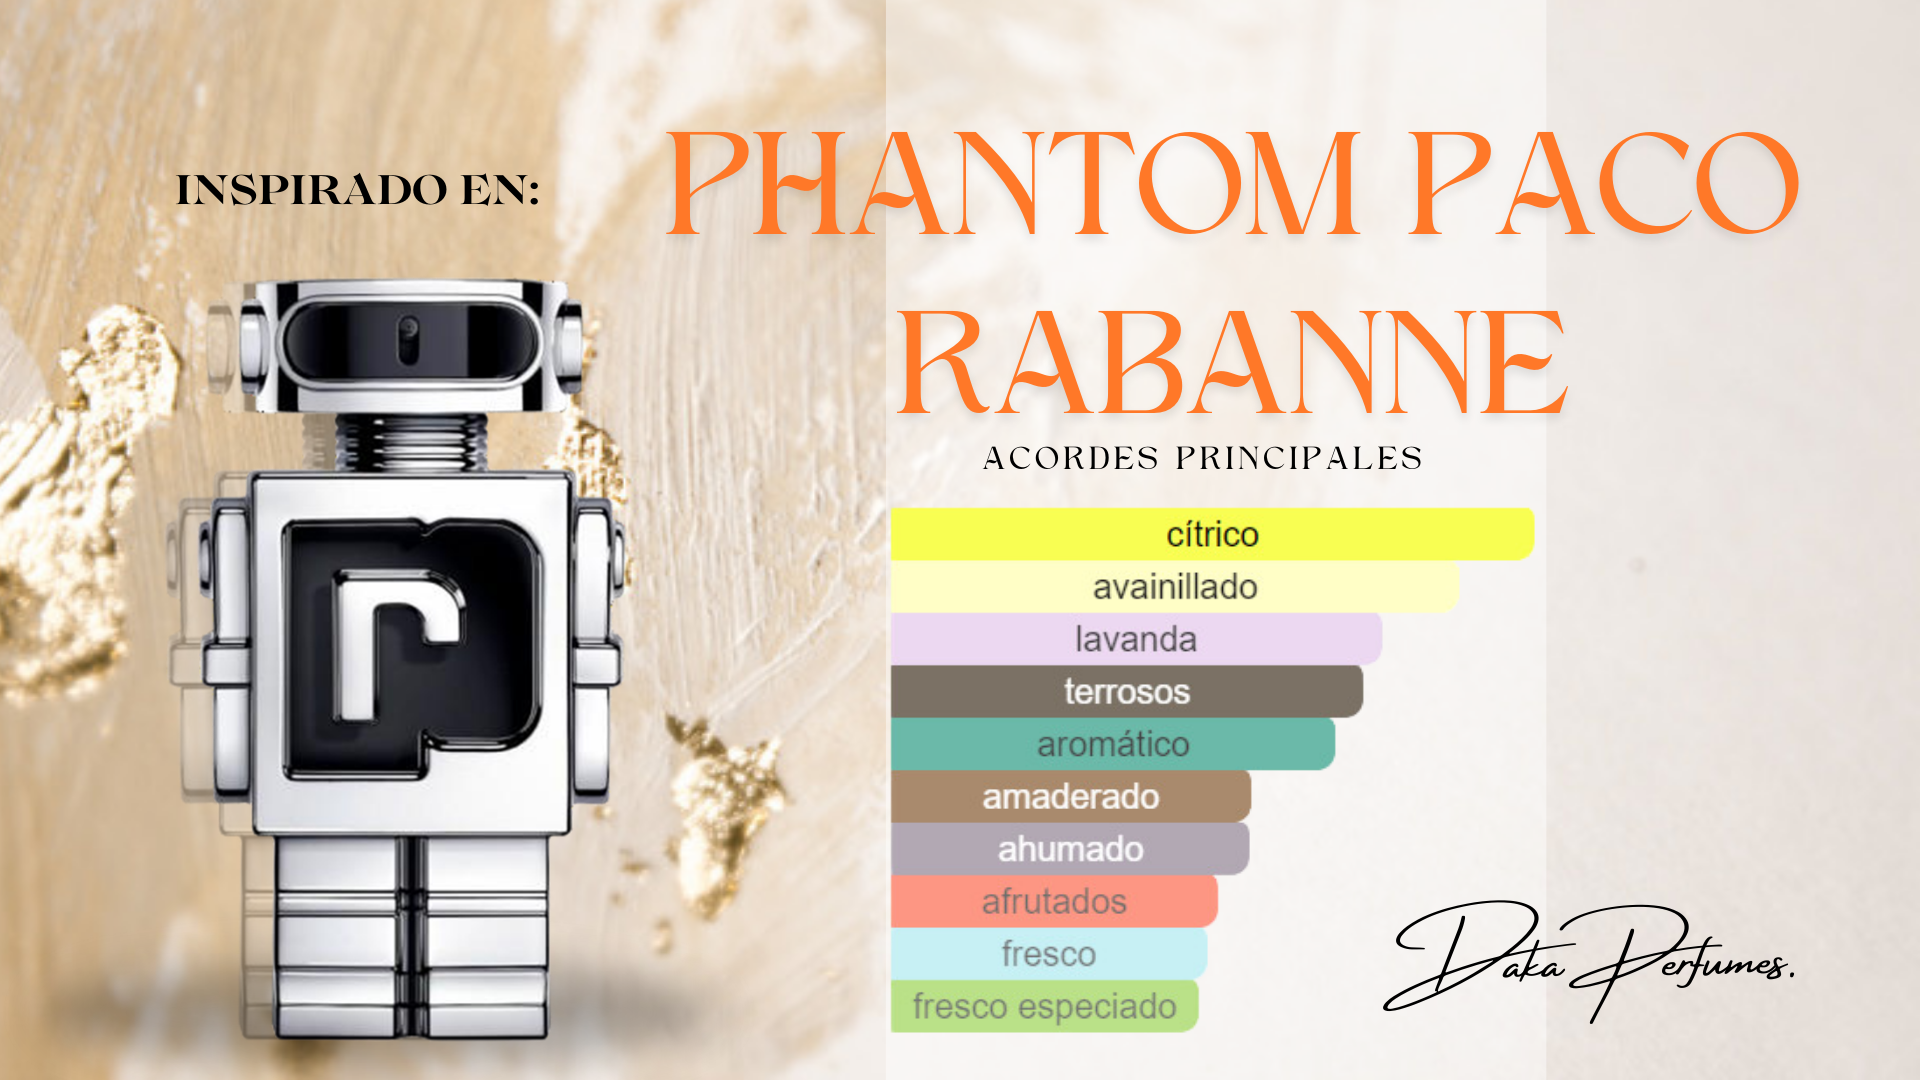 INSPIRADO EN:
PHANTOM PACO
RABANNE
ACORDES PRINCIPALES
cítrico
avainillado
lavanda
terrosos
aromático
amaderado
ahumado
afrutados
fresco
fresco especiado
Daka Perfumes.